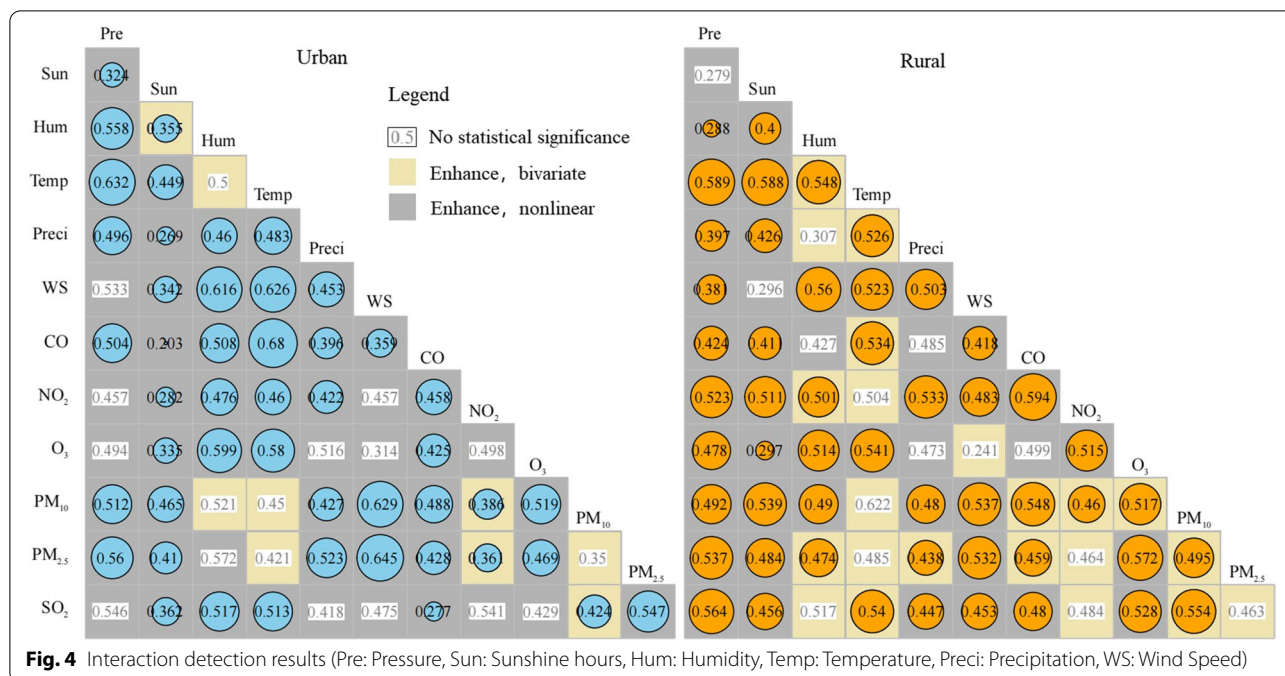 Pre Pre
Urban Rural
Sun 0.324 Sun 0.279 Sun
Legend
Hum 0.558 0.355 Hum 0.288 0.4 Hum
0.5 No statistical significance
Temp 0.632 0.449 0.5 Temp 0.589 0.588 0.548 Temp
Enhance, bivariate
Enhance, nonlinear
Preci 0.496 0.269 0.46 0.483 Preci 0.397 0.426 0.307 0.526 Preci
WS 0.533 0.342 0.616 0.626 0.453 WS 0.381 0.296 0.56 0.523 0.503 WS
CO 0.504 0.203 0.508 0.68 0.396 0.359 CO 0.424 0.411 0.427 0.534 0.485 0.418 CO
NO₂ 0.457 0.282 0.476 0.46 0.422 0.457 0.458 NO₂ 0.523 0.511 0.501 0.504 0.533 0.483 0.594 NO₂
O₃ 0.494 0.335 0.599 0.58 0.516 0.314 0.425 0.498 O₃ 0.478 0.297 0.514 0.541 0.473 0.241 0.499 0.515 O₃
PM₁₀ 0.512 0.465 0.521 0.45 0.427 0.629 0.488 0.386 0.519 PM₁₀ 0.492 0.539 0.49 0.622 0.48 0.537 0.548 0.46 0.517 PM₁₀
PM₂.₅ 0.56 0.41 0.572 0.421 0.523 0.645 0.428 0.361 0.469 0.35 PM₂.₅ 0.537 0.484 0.474 0.485 0.438 0.532 0.459 0.464 0.572 0.495 PM₂.₅
SO₂ 0.546 0.362 0.517 0.513 0.418 0.475 0.277 0.541 0.429 0.424 0.547 0.564 0.456 0.517 0.54 0.447 0.453 0.48 0.484 0.528 0.554 0.463
Fig. 4 Interaction detection results (Pre: Pressure, Sun: Sunshine hours, Hum: Humidity, Temp: Temperature, Preci: Precipitation, WS: Wind Speed)